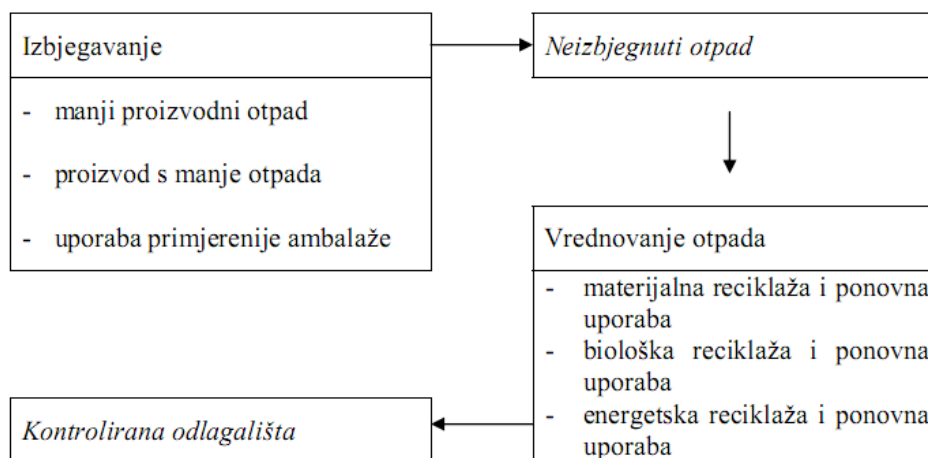 Izbjegavanje
- manji proizvodni otpad
- proizvod s manje otpada
- uporaba primjerenije ambalaže
Neizbjegnuti otpad
Vrednovanje otpada
- materijalna reciklaža i ponovna
uporaba
- biološka reciklaža i ponovna
uporaba
- energetska reciklaža i ponovna
uporaba
Kontrolirana odlagališta